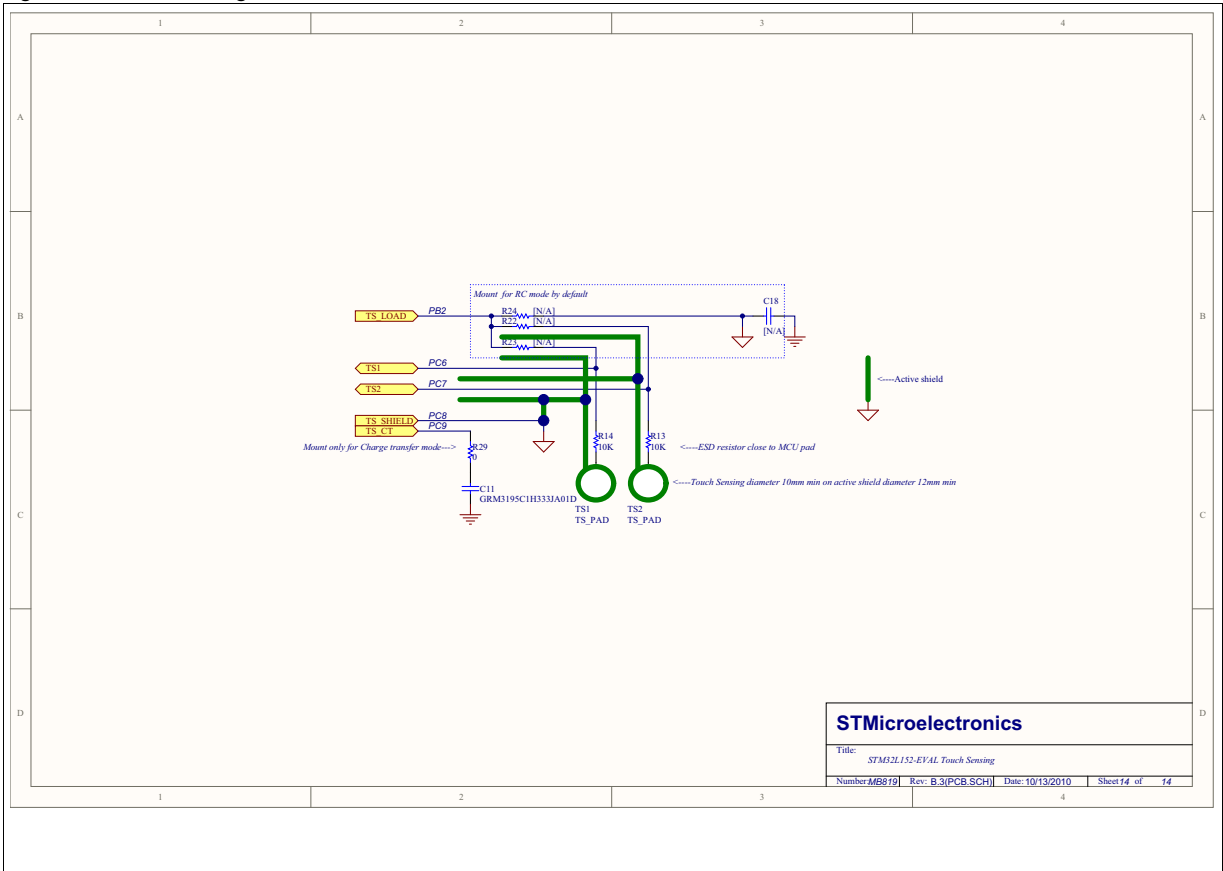 1 2 3 4
A A
Mount for RC mode by default
C18
B TS_LOAD PB2 R24 [N/A] B
R22 [N/A]
[N/A]
R23 [N/A]
TS1 PC6
<----Active shield
TS2 PC7
TS_SHIELD PC8
TS_CT PC9
R14 R13
Mount only for Charge transfer mode---> R29 10K 10K <----ESD resistor close to MCU pad
0
<----Touch Sensing diameter 10mm min on active shield diameter 12mm min
C11
GRM3195C1H333JA01D
TS1 TS2
C C
TS_PAD TS_PAD
D D
STMicroelectronics
Title:
STM32L152-EVAL Touch Sensing
Number:MB819 Rev: B.3(PCB.SCH) Date:10/13/2010 Sheet 14 of 14
1 2 3 4